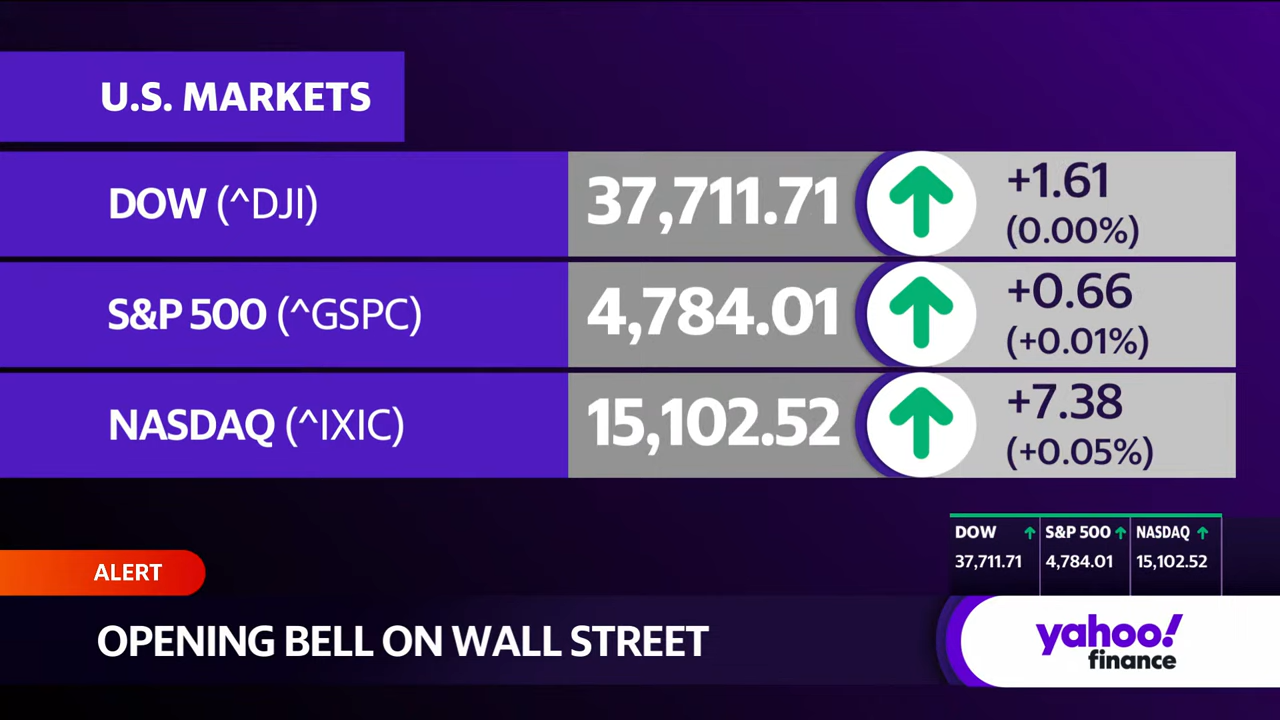 U.S. MARKETS
DOW (^DJI) 37,711.71 +1.61
(0.00%)
S&P 500 (^GSPC) 4,784.01 +0.66
(+0.01%)
NASDAQ (^IXIC) 15,102.52 +7.38
(+0.05%)
DOW S&P 500 NASDAQ
37,711.71 4,784.01 15,102.52
ALERT
OPENING BELL ON WALL STREET
yahoo!
finance